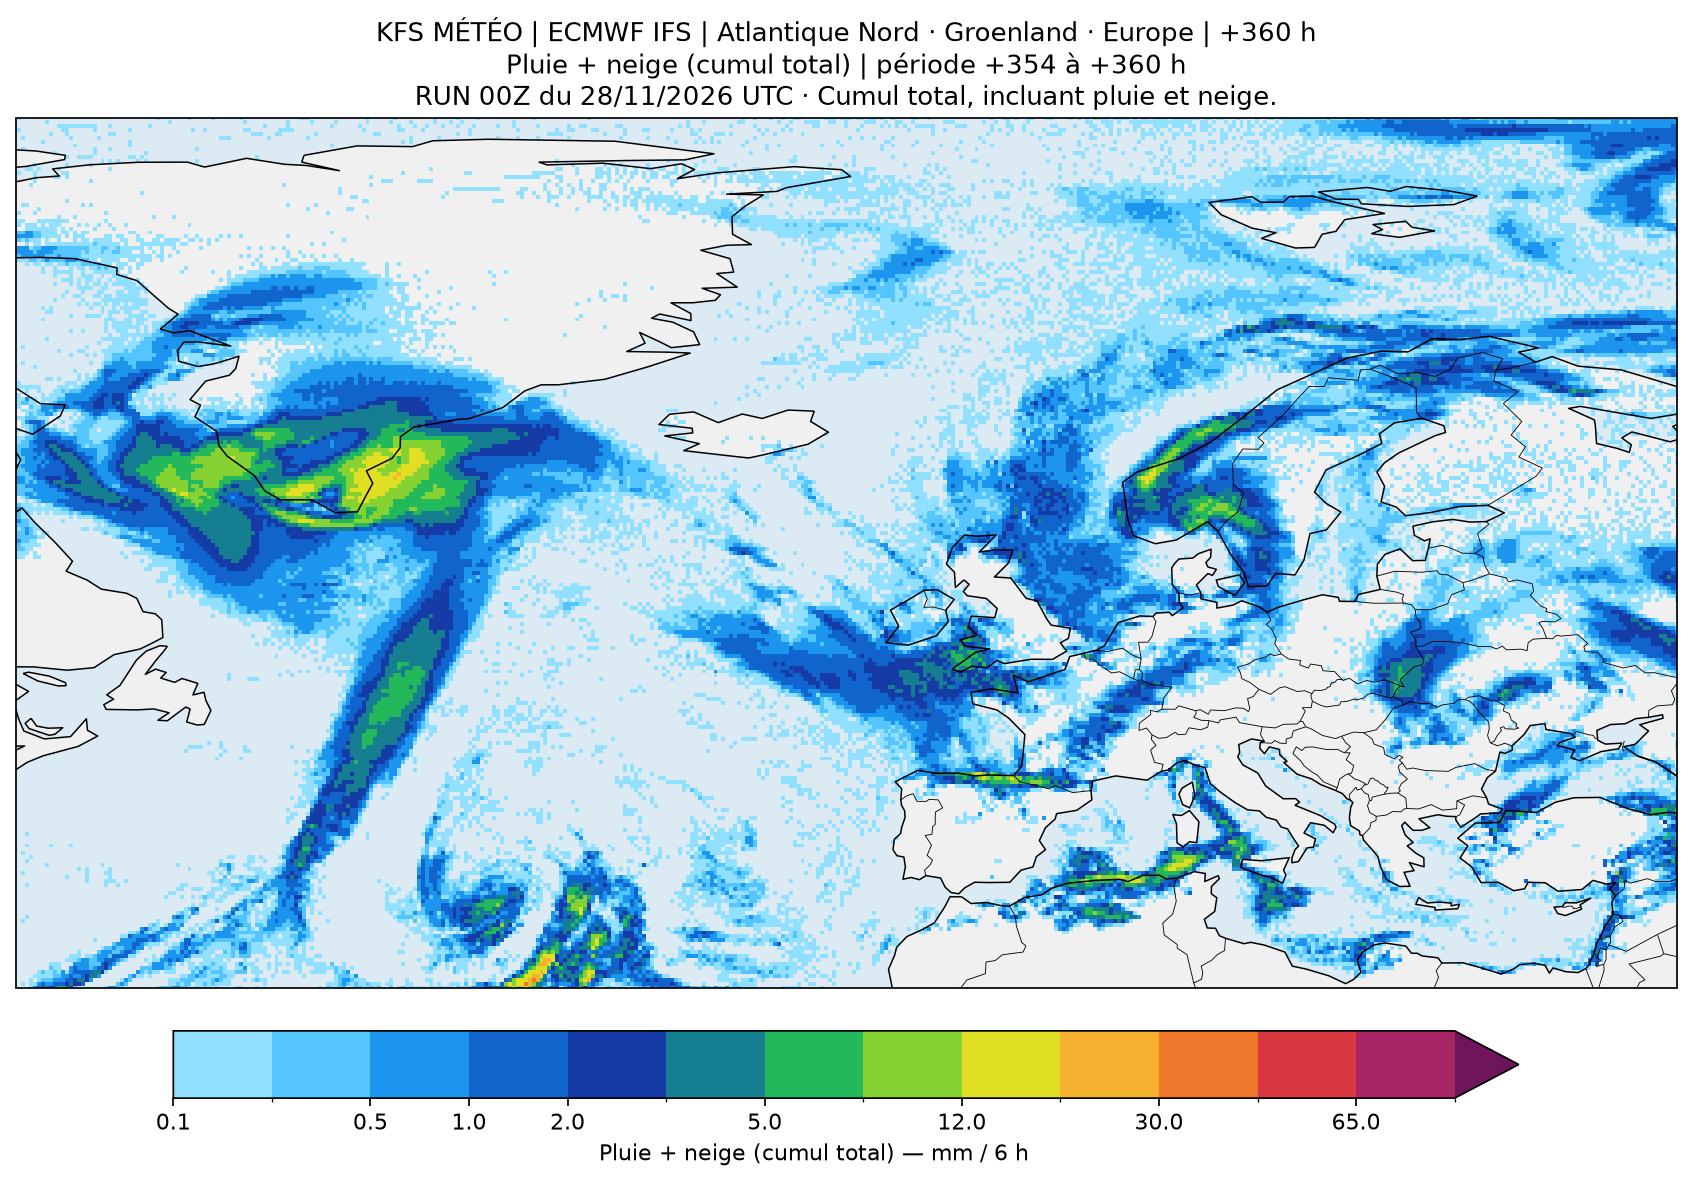 KFS MÉTÉO | ECMWF IFS | Atlantique Nord · Groenland · Europe | +360 h
Pluie + neige (cumul total) | période +354 à +360 h
RUN 00Z du 28/11/2026 UTC · Cumul total, incluant pluie et neige.
0.1 0.5 1.0 2.0 5.0 12.0 30.0 65.0
Pluie + neige (cumul total) — mm / 6 h